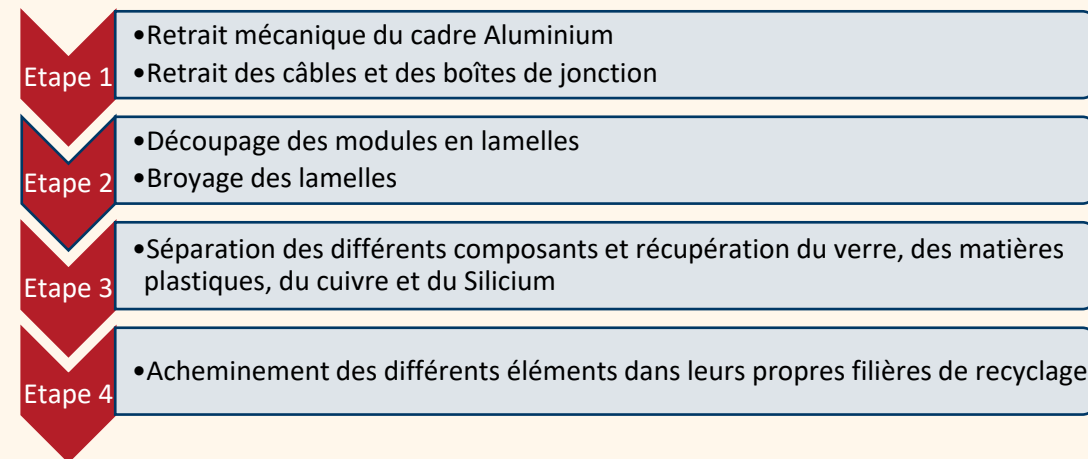 Etape 1
•Retrait mécanique du cadre Aluminium
•Retrait des câbles et des boîtes de jonction
Etape 2
•Découpage des modules en lamelles
•Broyage des lamelles
Etape 3
•Séparation des différents composants et récupération du verre, des matières
plastiques, du cuivre et du Silicium
Etape 4
•Acheminement des différents éléments dans leurs propres filières de recyclage